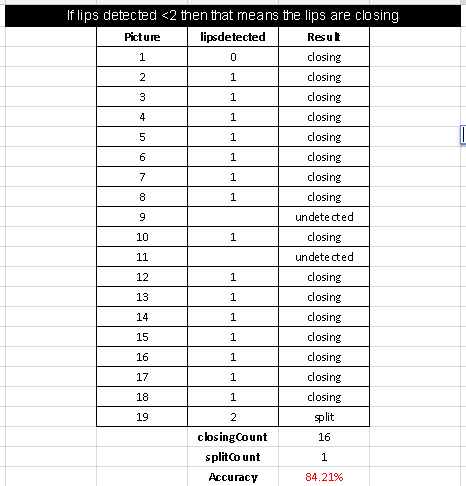 If lips detected <2 then that means the lips are closing
Picture lipsdetected Result
1 0 closing
2 1 closing
3 1 closing
4 1 closing
5 1 closing
6 1 closing
7 1 closing
8 1 closing
9 undetected
10 1 closing
11 undetected
12 1 closing
13 1 closing
14 1 closing
15 1 closing
16 1 closing
17 1 closing
18 1 closing
19 2 split
closingCount 16
splitCount 1
Accuracy 84.21%